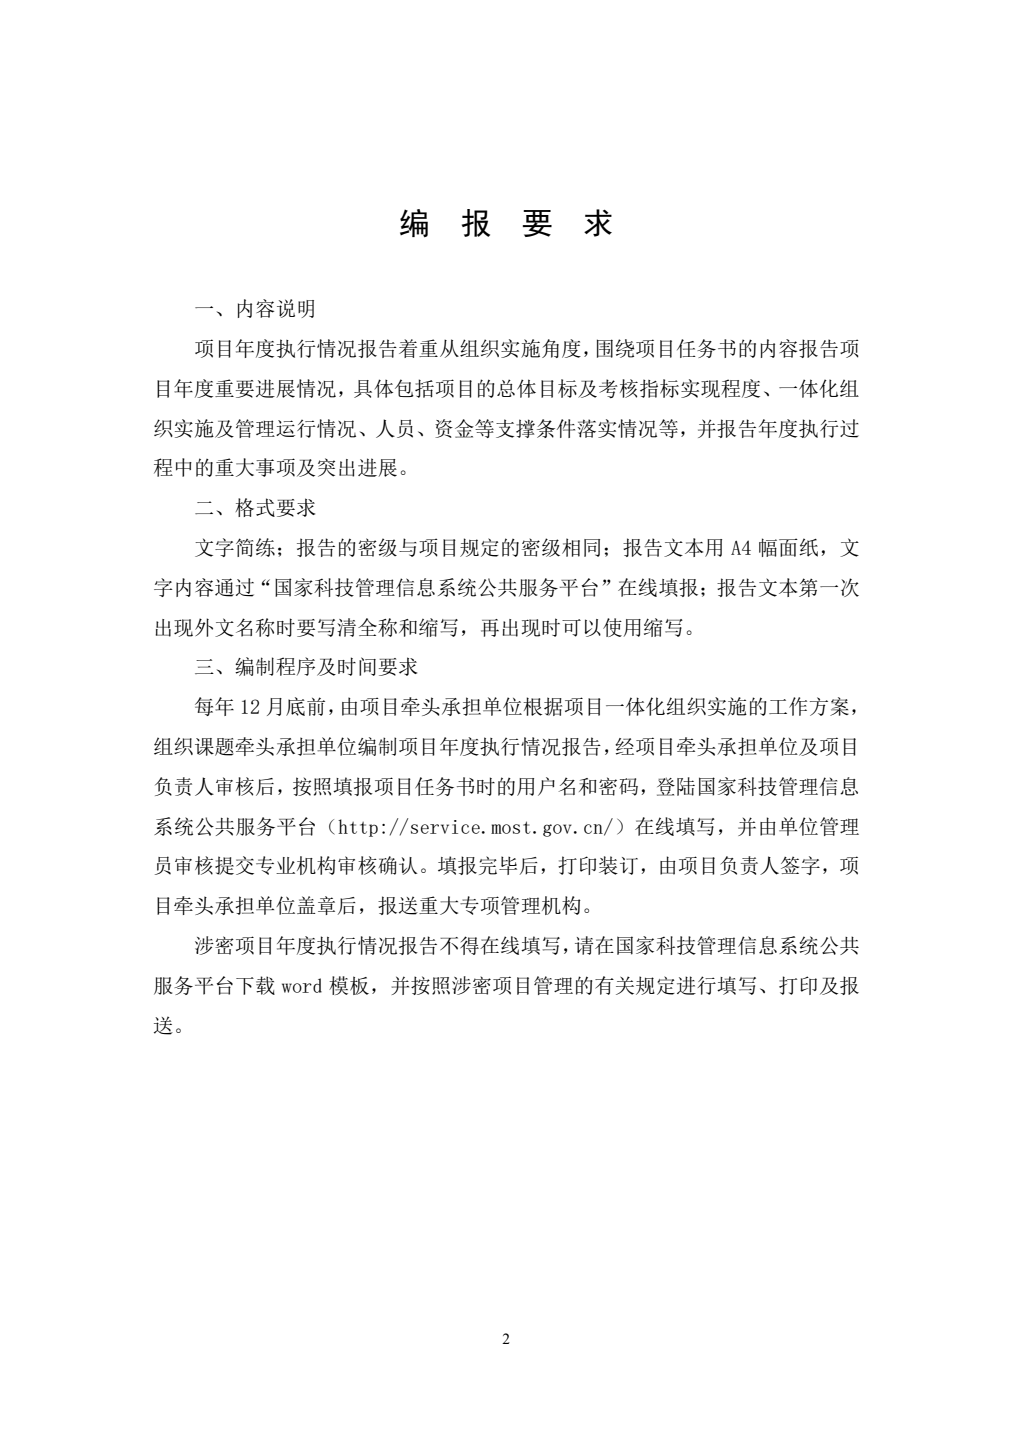 编 报 要 求
一、内容说明
项目年度执行情况报告着重从组织实施角度，围绕项目任务书的内容报告项
目年度重要进展情况，具体包括项目的总体目标及考核指标实现程度、一体化组
织实施及管理运行情况、人员、资金等支撑条件落实情况等，并报告年度执行过
程中的重大事项及突出进展。
二、格式要求
文字简练；报告的密级与项目规定的密级相同；报告文本用 A4 幅面纸，文
字内容通过“国家科技管理信息系统公共服务平台”在线填报；报告文本第一次
出现外文名称时要写清全称和缩写，再出现时可以使用缩写。
三、编制程序及时间要求
每年 12 月底前，由项目牵头承担单位根据项目一体化组织实施的工作方案，
组织课题牵头承担单位编制项目年度执行情况报告，经项目牵头承担单位及项目
负责人审核后，按照填报项目任务书时的用户名和密码，登陆国家科技管理信息
系统公共服务平台（http://service.most.gov.cn/）在线填写，并由单位管理
员审核提交专业机构审核确认。填报完毕后，打印装订，由项目负责人签字，项
目牵头承担单位盖章后，报送重大专项管理机构。
涉密项目年度执行情况报告不得在线填写，请在国家科技管理信息系统公共
服务平台下载 word 模板，并按照涉密项目管理的有关规定进行填写、打印及报
送。
2